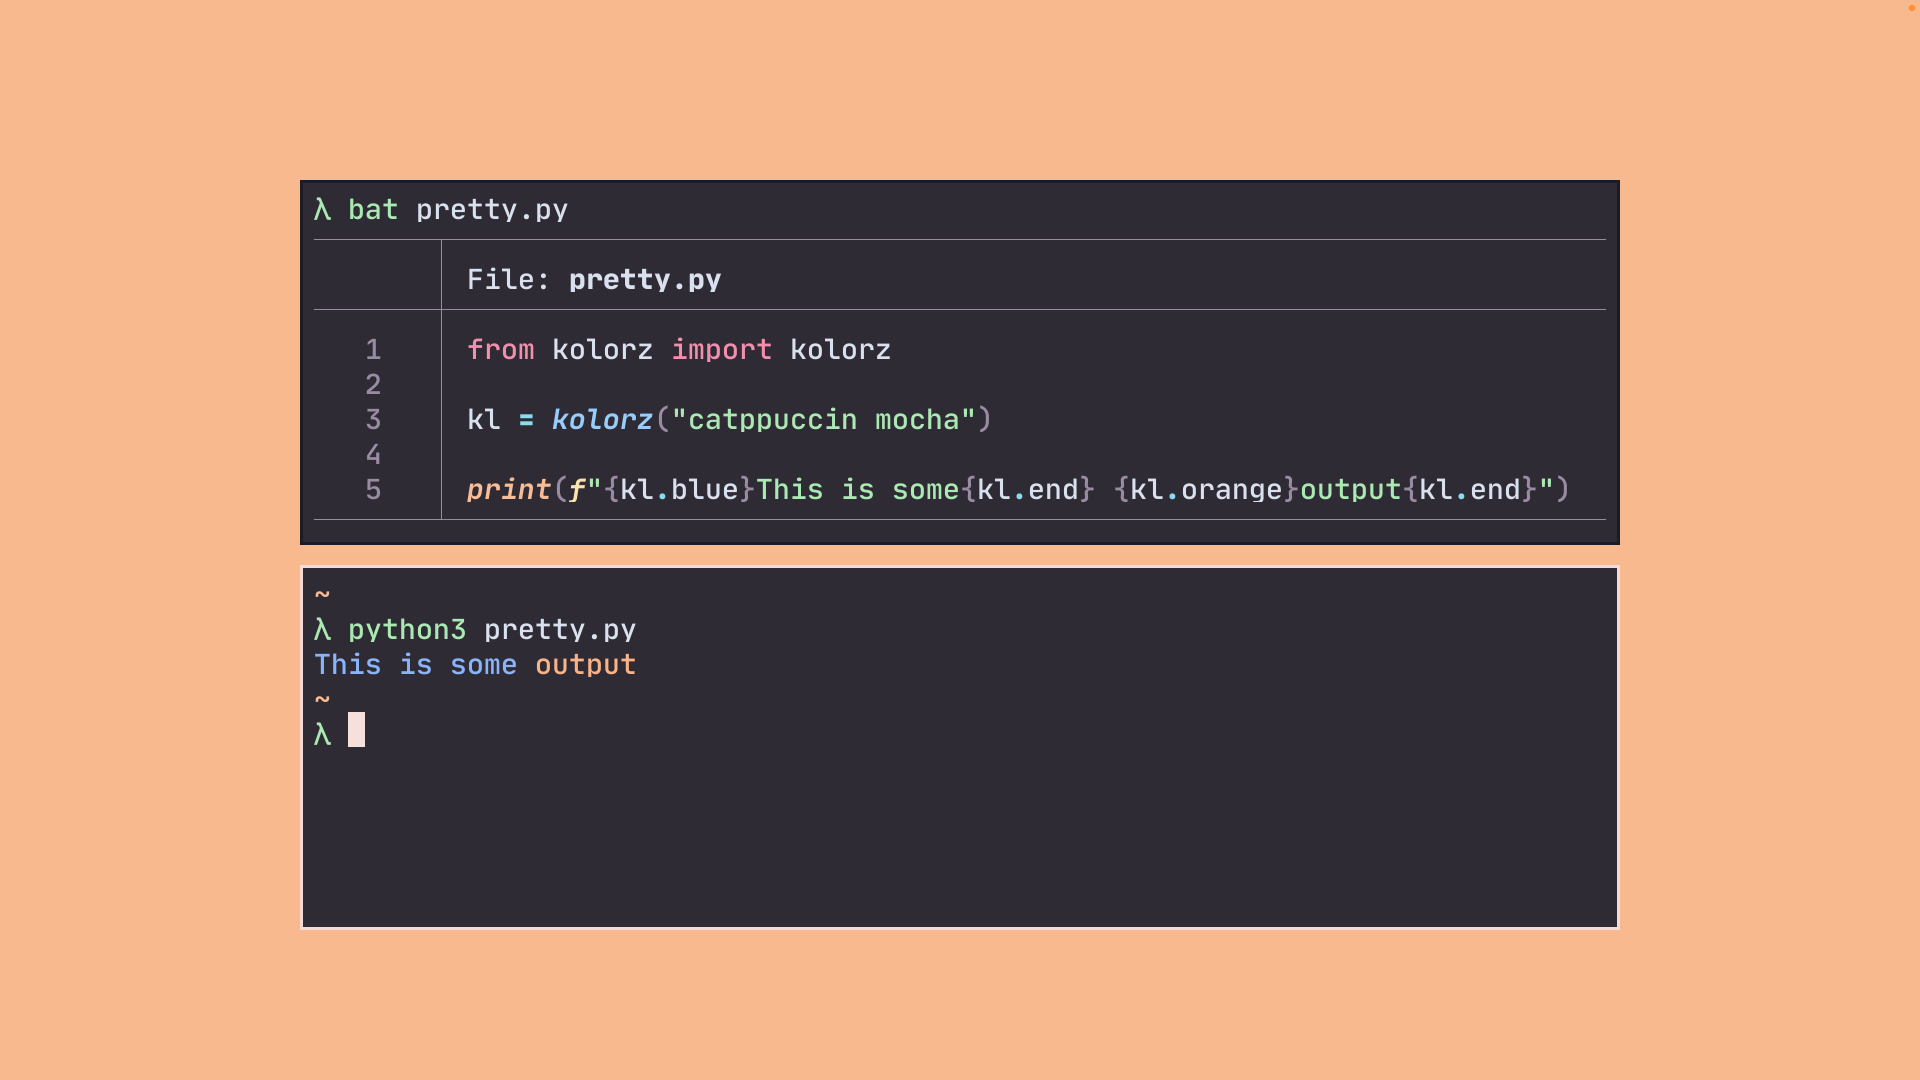 λ bat pretty.py
File: pretty.py
1 from kolorz import kolorz
2
3 kl = kolorz("catppuccin mocha")
4
5 print(f"{kl.blue}This is some{kl.end} {kl.orange}output{kl.end}")
~
λ python3 pretty.py
This is some output
~
λ